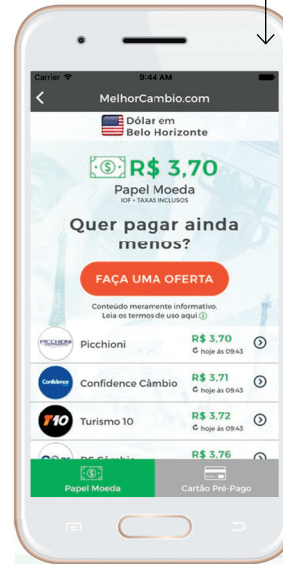 Carrier 9:44 AM
MelhorCambio.com
Dólar em
Belo Horizonte
R$ 3,70
Papel Moeda
IOF + TAXAS INCLUSOS
Quer pagar ainda
menos?
FAÇA UMA OFERTA
Conteúdo meramente informativo.
Leia os termos de uso aqui
PICCHIONI Picchioni R$ 3,70
hoje às 09:43
Confidence Confidence Câmbio R$ 3,71
hoje às 09:43
T10 Turismo 10 R$ 3,72
hoje às 09:43
Câmbio R$ 3,76
Papel Moeda Cartão Pré-Pago